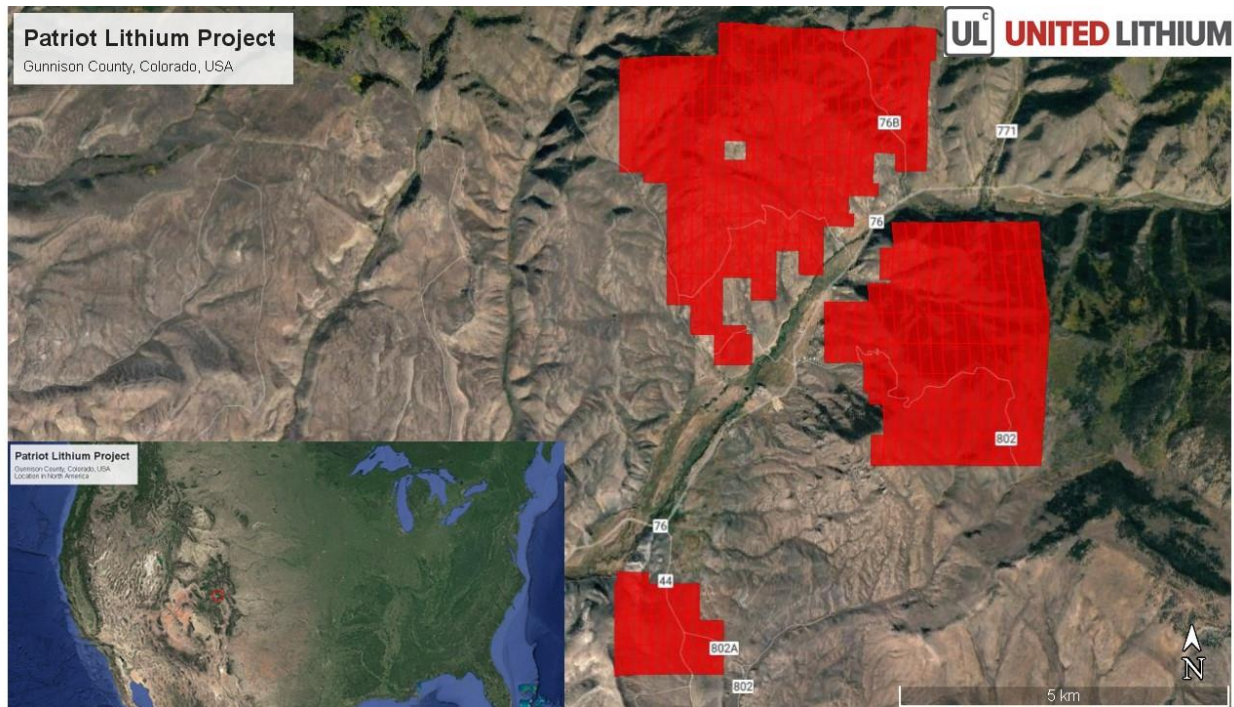 Patriot Lithium Project
Gunnison County, Colorado, USA
UL c UNITED LITHIUM
76B
771
76
802
Patriot Lithium Project
Gunnison County, Colorado, USA
Location in North America
76
44
802A
802
N
5 km